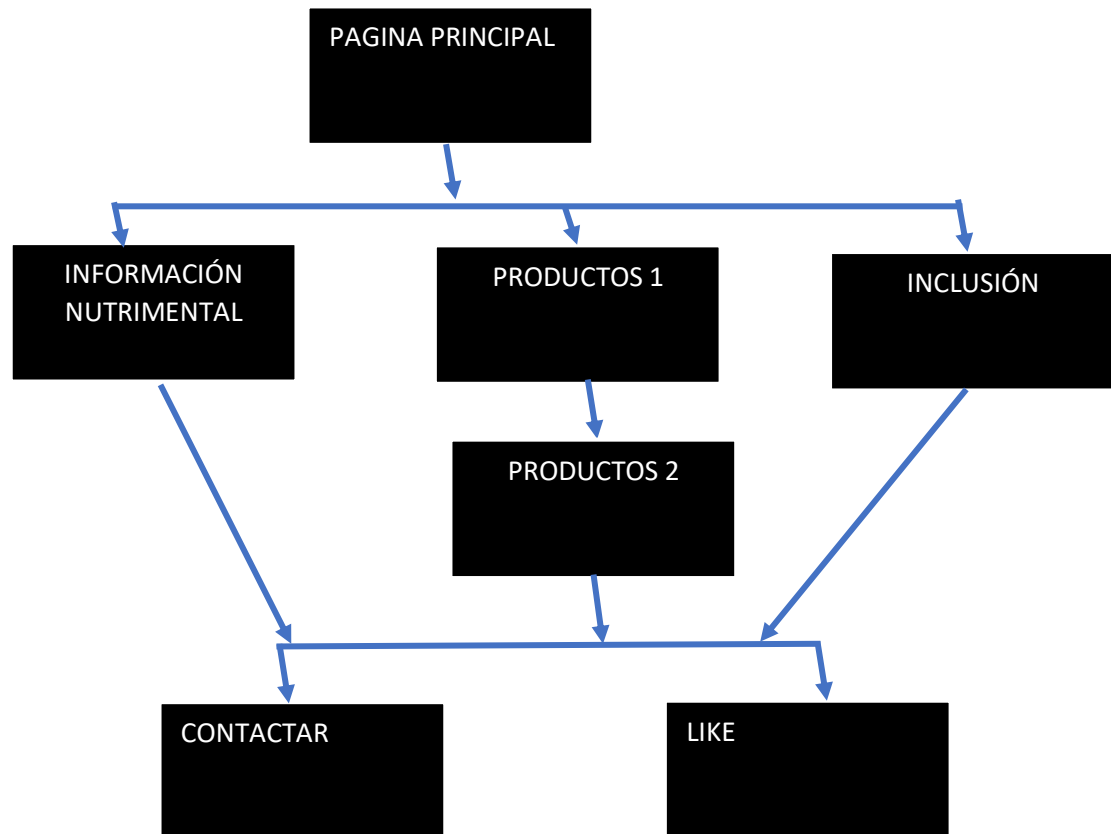 PAGINA PRINCIPAL
INFORMACIÓN
NUTRIMENTAL
PRODUCTOS 1
INCLUSIÓN
PRODUCTOS 2
CONTACTAR
LIKE